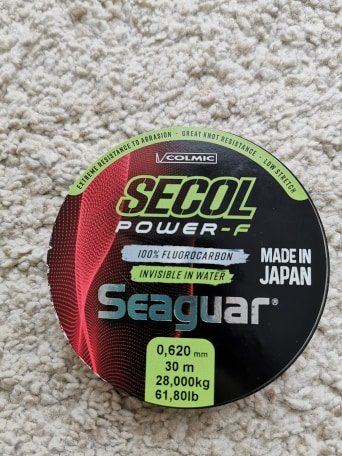 COLMIC
EXTREME RESISTANCE TO ABRASION - GREAT KNOT RESISTANCE - LOW STRETCH
SECOL
POWER-F
100% FLUOROCARBON
INVISIBLE IN WATER
MADE IN
JAPAN
Seaguar®
0,620 mm
30 m
28,000kg
61,80lb